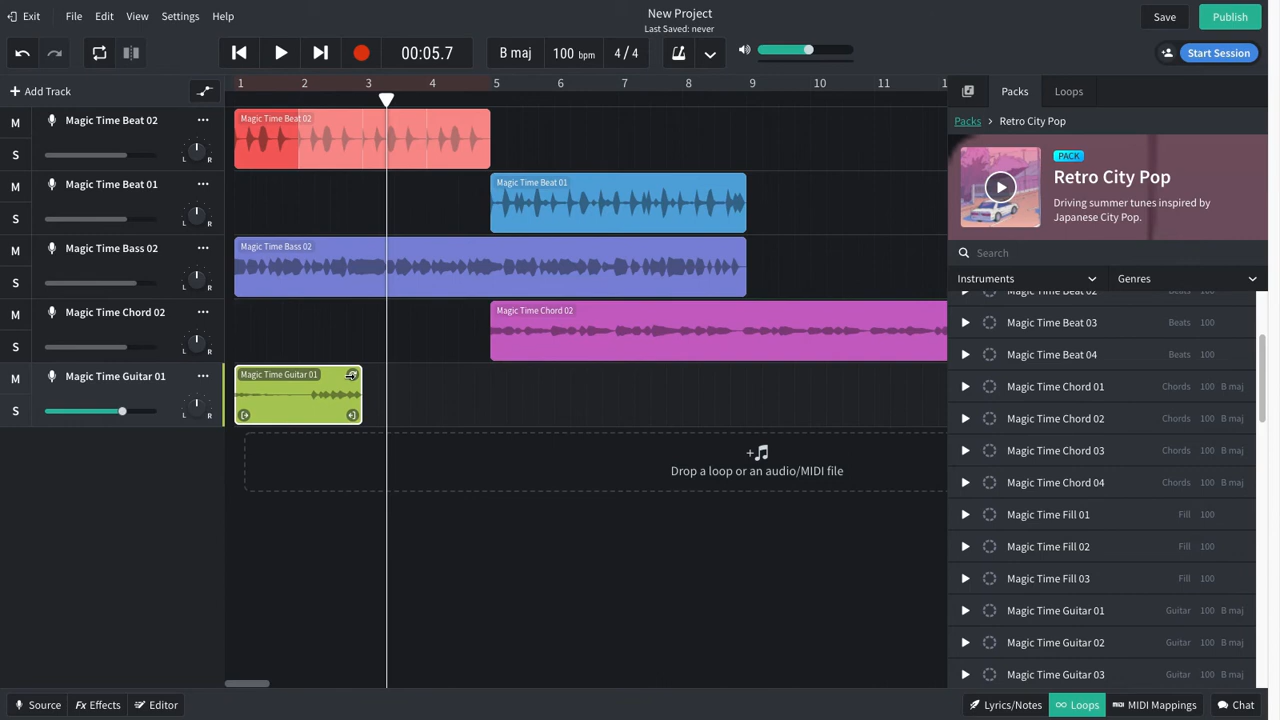 Exit File Edit View Settings Help
New Project
Last Saved: never
Save Publish
00:05.7 B maj 100 bpm 4 / 4
Start Session
Add Track
1 2 3 4 5 6 7 8 9 10 11 1
Packs Loops
Packs > Retro City Pop
PACK
Retro City Pop
Driving summer tunes inspired by
Japanese City Pop.
Search
Instruments Genres
M Magic Time Beat 02 ...
S L R
Magic Time Beat 02
M Magic Time Beat 01 ...
S L R
Magic Time Beat 01
M Magic Time Bass 02 ...
S L R
Magic Time Bass 02
M Magic Time Chord 02 ...
S L R
Magic Time Chord 02
M Magic Time Guitar 01 ...
S L R
Magic Time Guitar 01
Drop a loop or an audio/MIDI file
Magic Time Beat 02 Beats 100
Magic Time Beat 03 Beats 100
Magic Time Beat 04 Beats 100
Magic Time Chord 01 Chords 100 B maj
Magic Time Chord 02 Chords 100 B maj
Magic Time Chord 03 Chords 100 B maj
Magic Time Chord 04 Chords 100 B maj
Magic Time Fill 01 Fill 100
Magic Time Fill 02 Fill 100
Magic Time Fill 03 Fill 100
Magic Time Guitar 01 Guitar 100 B maj
Magic Time Guitar 02 Guitar 100 B maj
Magic Time Guitar 03 Guitar 100 B maj
Source Fx Effects Editor
Lyrics/Notes Loops MIDI Mappings Chat